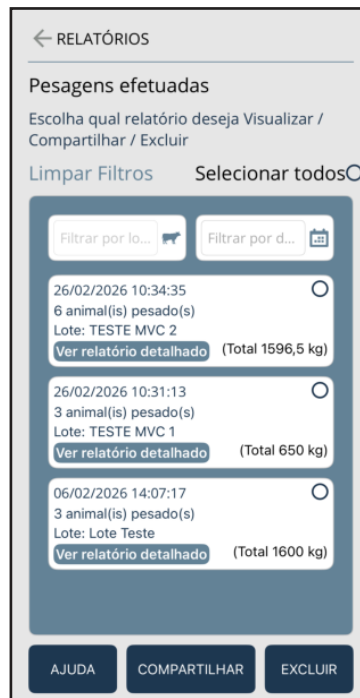 RELATÓRIOS
Pesagens efetuadas
Escolha qual relatório deseja Visualizar /
Compartilhar / Excluir
Limpar Filtros Selecionar todos
Filtrar por lo... Filtrar por d...
26/02/2026 10:34:35
6 animal(is) pesado(s)
Lote: TESTE MVC 2
Ver relatório detalhado (Total 1596,5 kg)
26/02/2026 10:31:13
3 animal(is) pesado(s)
Lote: TESTE MVC 1
Ver relatório detalhado (Total 650 kg)
06/02/2026 14:07:17
3 animal(is) pesado(s)
Lote: Lote Teste
Ver relatório detalhado (Total 1600 kg)
AJUDA COMPARTILHAR EXCLUIR